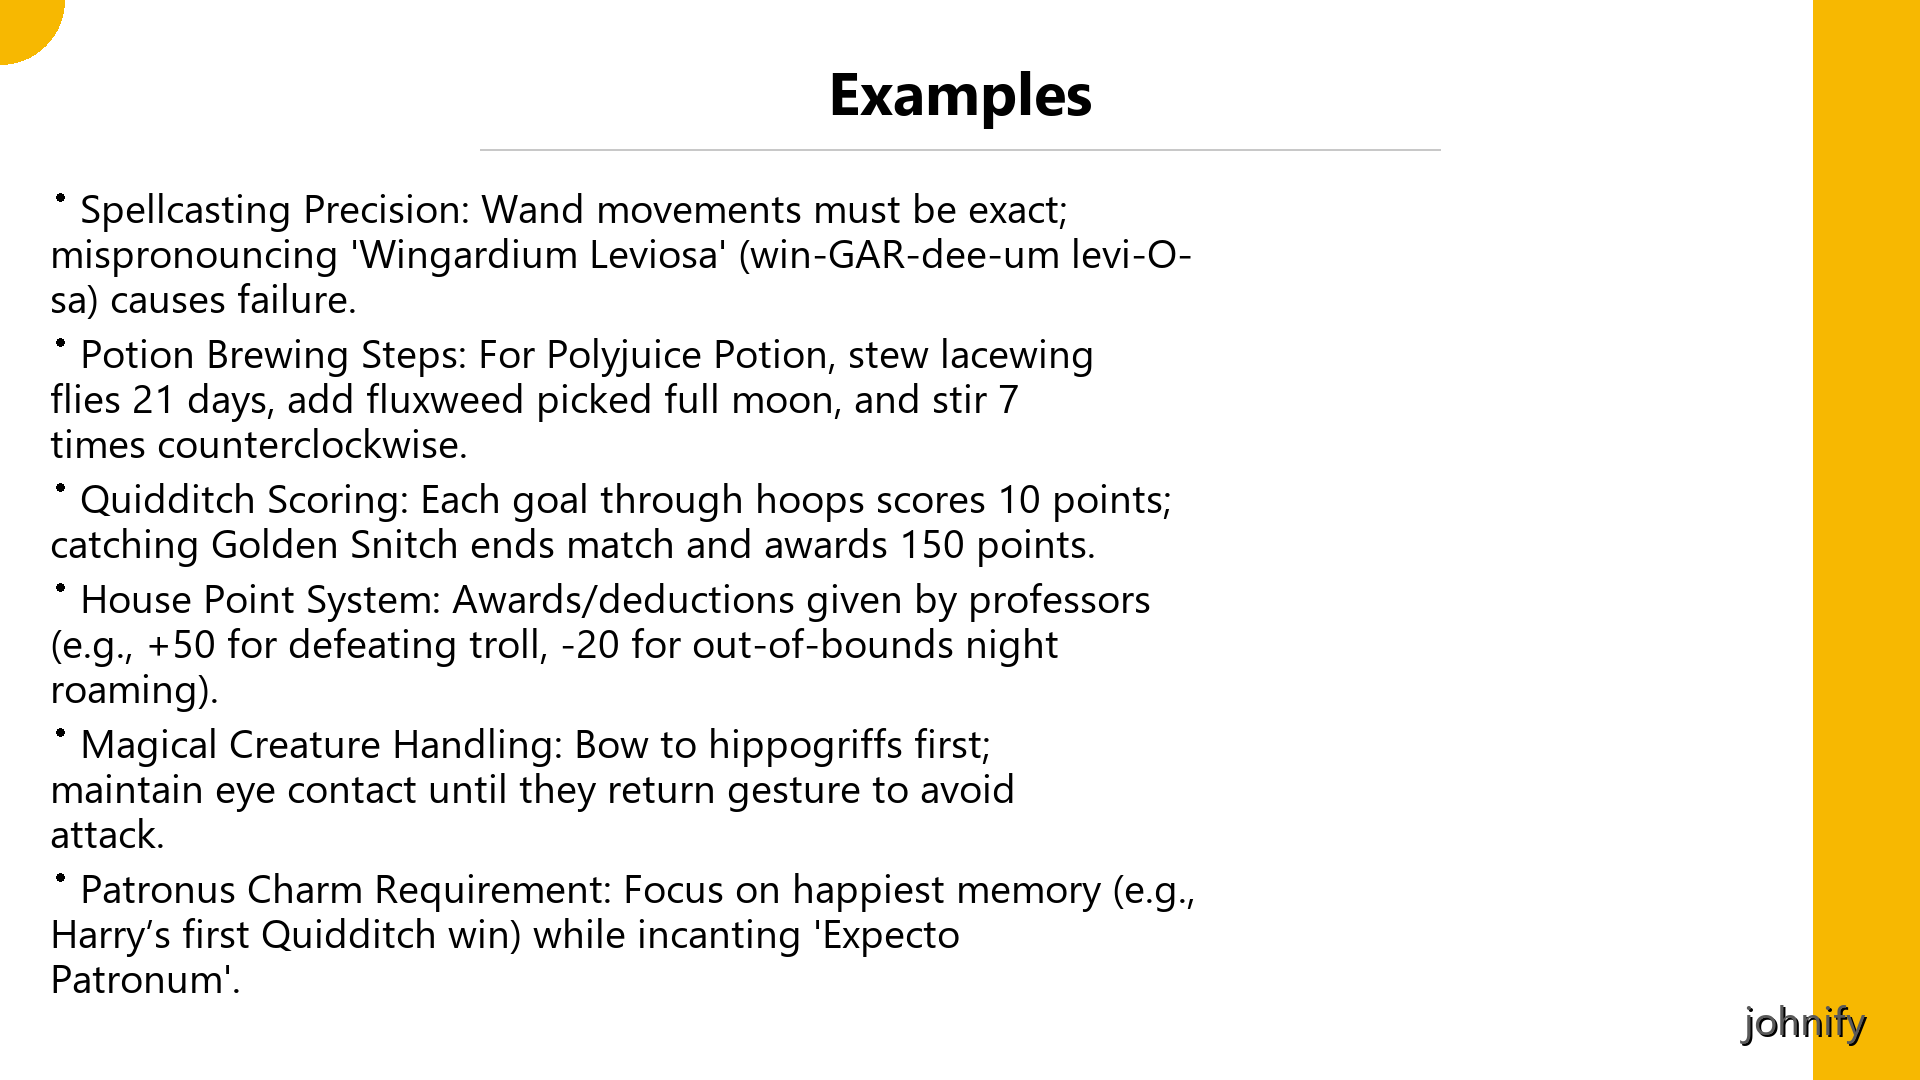 Examples
• Spellcasting Precision: Wand movements must be exact;
mispronouncing 'Wingardium Leviosa' (win-GAR-dee-um levi-O-
sa) causes failure.
• Potion Brewing Steps: For Polyjuice Potion, stew lacewing
flies 21 days, add fluxweed picked full moon, and stir 7
times counterclockwise.
• Quidditch Scoring: Each goal through hoops scores 10 points;
catching Golden Snitch ends match and awards 150 points.
• House Point System: Awards/deductions given by professors
(e.g., +50 for defeating troll, -20 for out-of-bounds night
roaming).
• Magical Creature Handling: Bow to hippogriffs first;
maintain eye contact until they return gesture to avoid
attack.
• Patronus Charm Requirement: Focus on happiest memory (e.g.,
Harry’s first Quidditch win) while incanting 'Expecto
Patronum'.
johnify